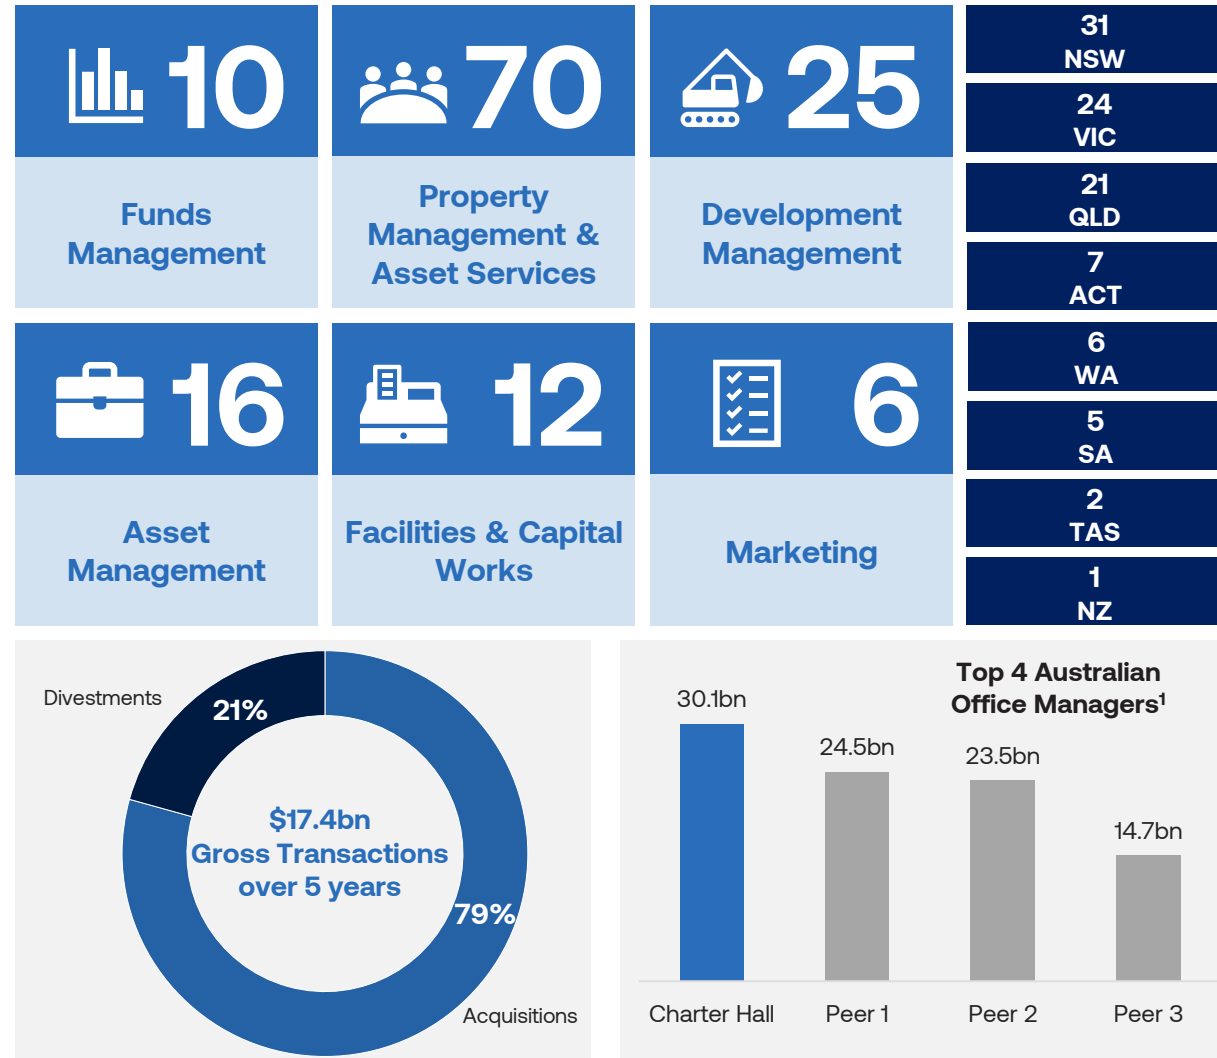 10
Funds
Management
70
Property
Management &
Asset Services
25
Development
Management
16
Asset
Management
12
Facilities & Capital
Works
6
Marketing
31
NSW
24
VIC
21
QLD
7
ACT
6
WA
5
SA
2
TAS
1
NZ
Divestments
21%
$17.4bn
Gross Transactions
over 5 years
79%
Acquisitions
Top 4 Australian
Office Managers¹
30.1bn
24.5bn
23.5bn
14.7bn
Charter Hall
Peer 1
Peer 2
Peer 3